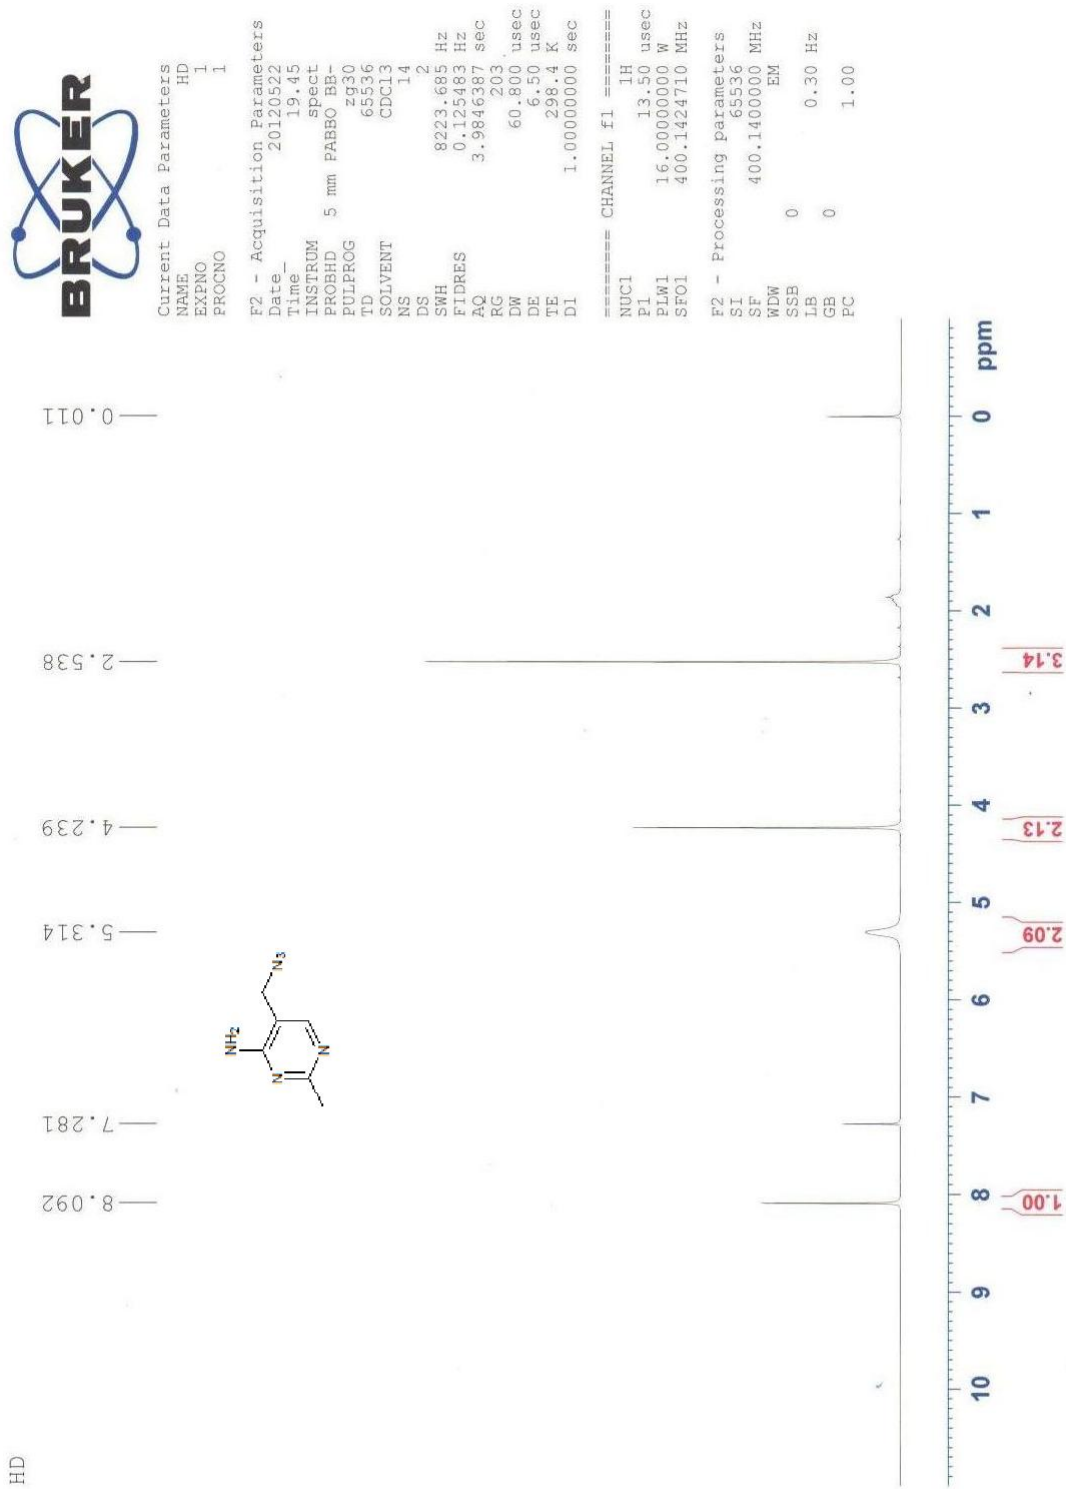 HD
BRUKER
Current Data Parameters
NAME HD
EXPNO 1
PROCNO 1
F2 - Acquisition Parameters
Date_ 20120522
Time 19.45
INSTRUM spect
PROBHD 5 mm PABBO BB-
PULPROG zg30
TD 65536
SOLVENT CDCl3
NS 14
DS 2
SWH 8223.685 Hz
FIDRES 0.125483 Hz
AQ 3.9846387 sec
RG 203
DW 60.800 usec
DE 6.50 usec
TE 298.4 K
D1 1.00000000 sec
======== CHANNEL f1 ========
NUC1 1H
P1 13.50 usec
PLW1 16.00000000 W
SFO1 400.1424710 MHz
F2 - Processing parameters
SI 65536
SF 400.1400000 MHz
WDW EM
SSB 0
LB 0.30 Hz
GB 0
PC 1.00
8.092
7.281
5.314
4.239
2.538
0.011
NH2
N3
N
N
10 9 8 7 6 5 4 3 2 1 0 ppm
1.00
2.09
2.13
3.14